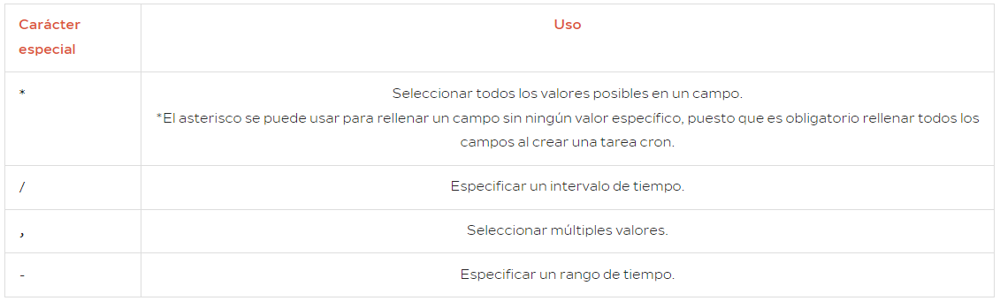 Carácter
especial
Uso
*
Seleccionar todos los valores posibles en un campo.
*El asterisco se puede usar para rellenar un campo sin ningún valor específico, puesto que es obligatorio rellenar todos los
campos al crear una tarea cron.
/
Especificar un intervalo de tiempo.
,
Seleccionar múltiples valores.
-
Especificar un rango de tiempo.